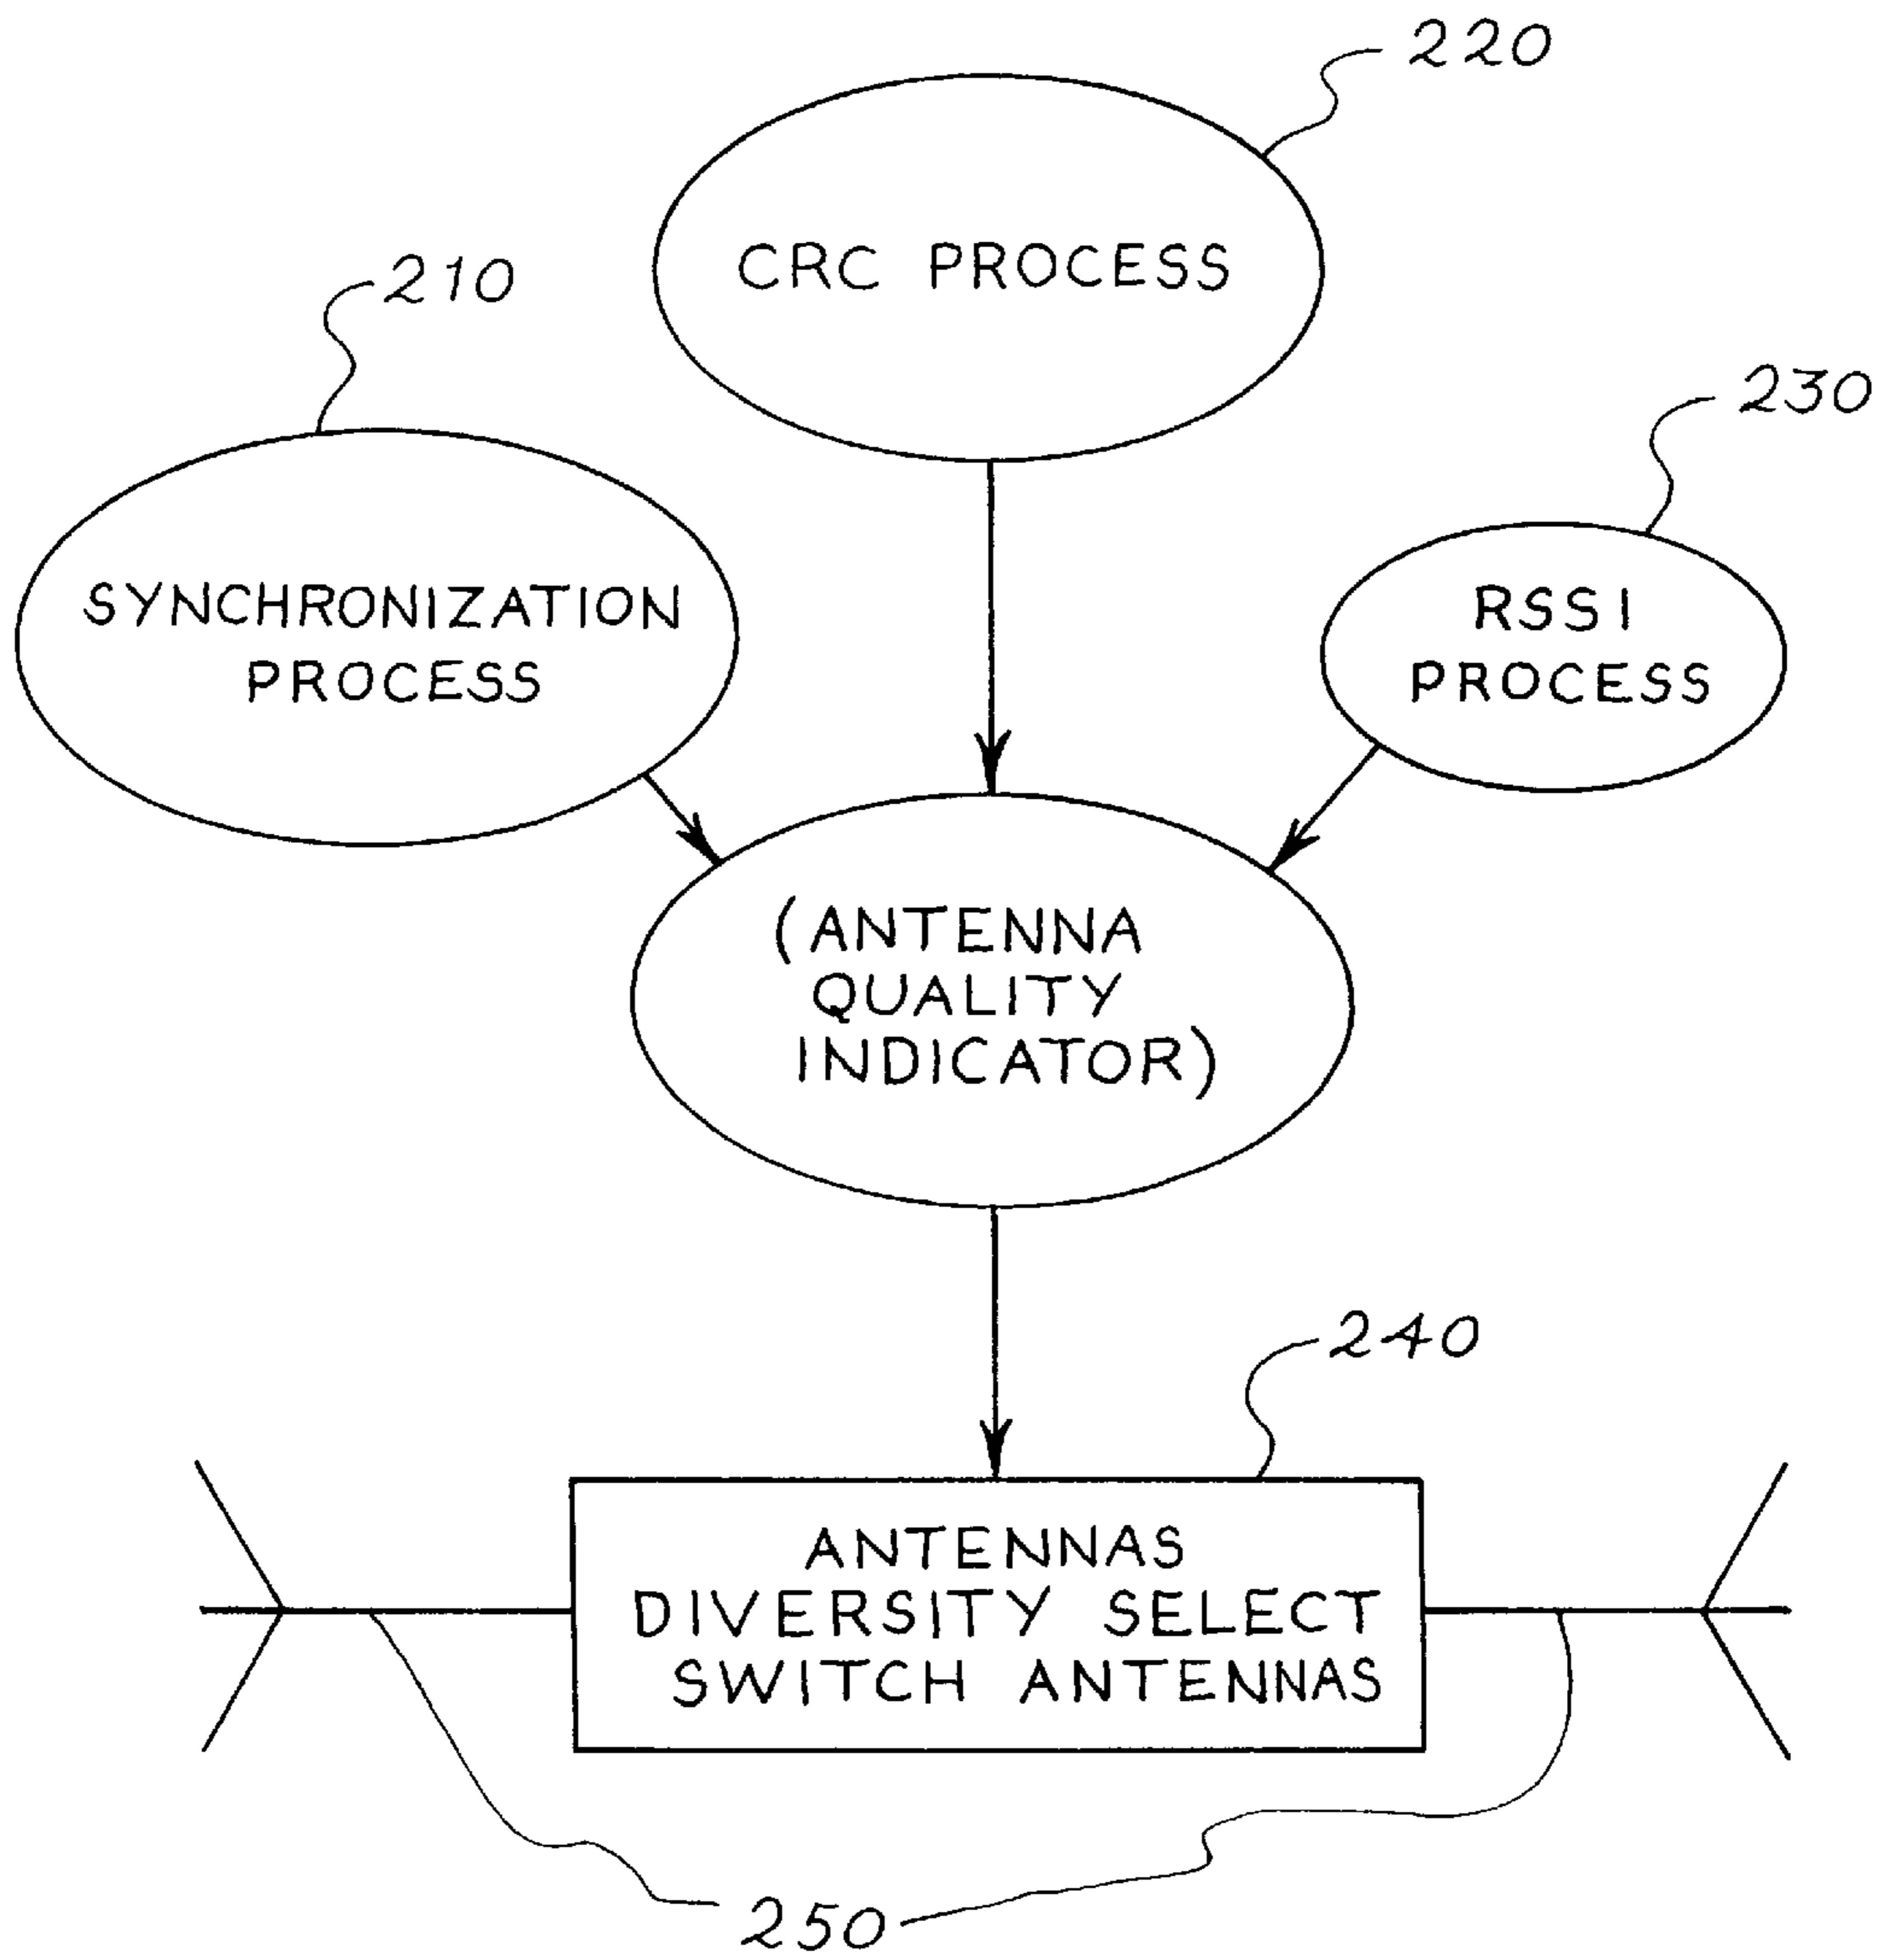 220
CRC PROCESS
210
230
SYNCHRONIZATION
PROCESS
RSSI
PROCESS
(ANTENNA
QUALITY
INDICATOR)
240
ANTENNAS
DIVERSITY SELECT
SWITCH ANTENNAS
250